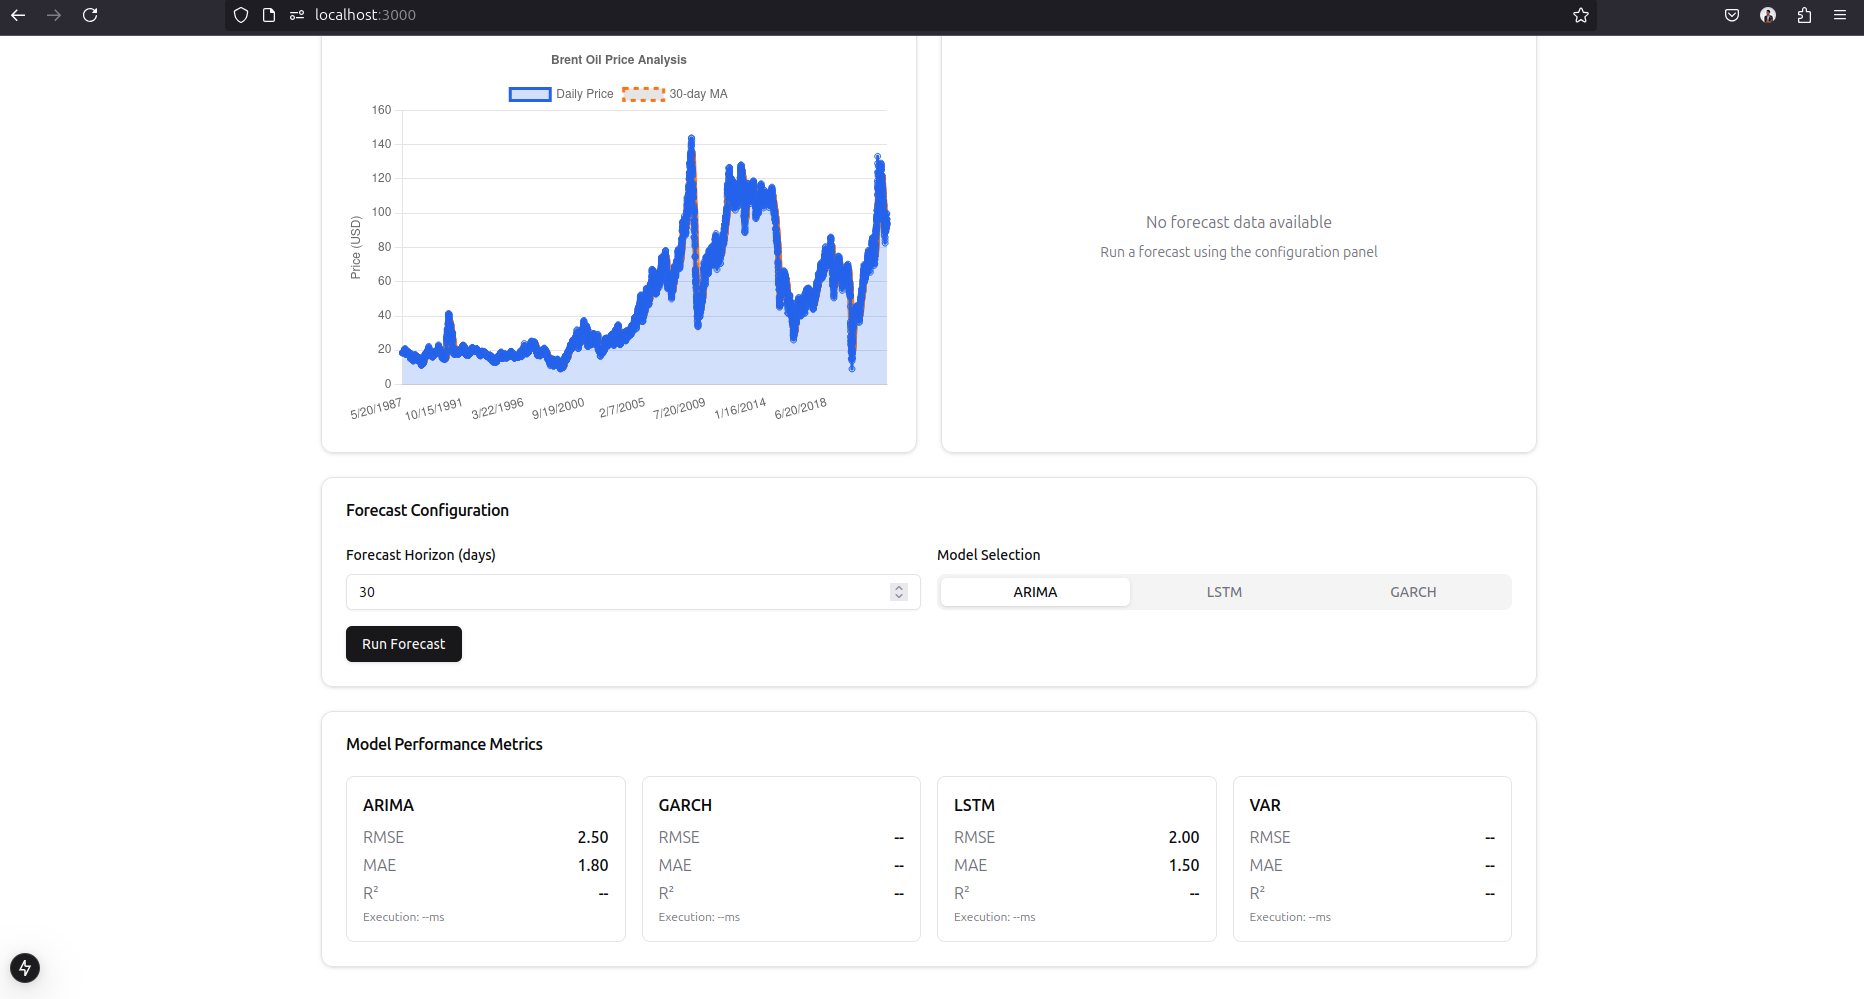 localhost:3000
Brent Oil Price Analysis
Daily Price 30-day MA
160
140
120
100
80
60
40
20
0
Price (USD)
5/20/1987 10/15/1991 3/22/1996 9/19/2000 2/7/2005 7/20/2009 1/16/2014 6/20/2018
No forecast data available
Run a forecast using the configuration panel
Forecast Configuration
Forecast Horizon (days)
30
Model Selection
ARIMA LSTM GARCH
Run Forecast
Model Performance Metrics
ARIMA
RMSE 2.50
MAE 1.80
R² --
Execution: --ms
GARCH
RMSE --
MAE --
R² --
Execution: --ms
LSTM
RMSE 2.00
MAE 1.50
R² --
Execution: --ms
VAR
RMSE --
MAE --
R² --
Execution: --ms